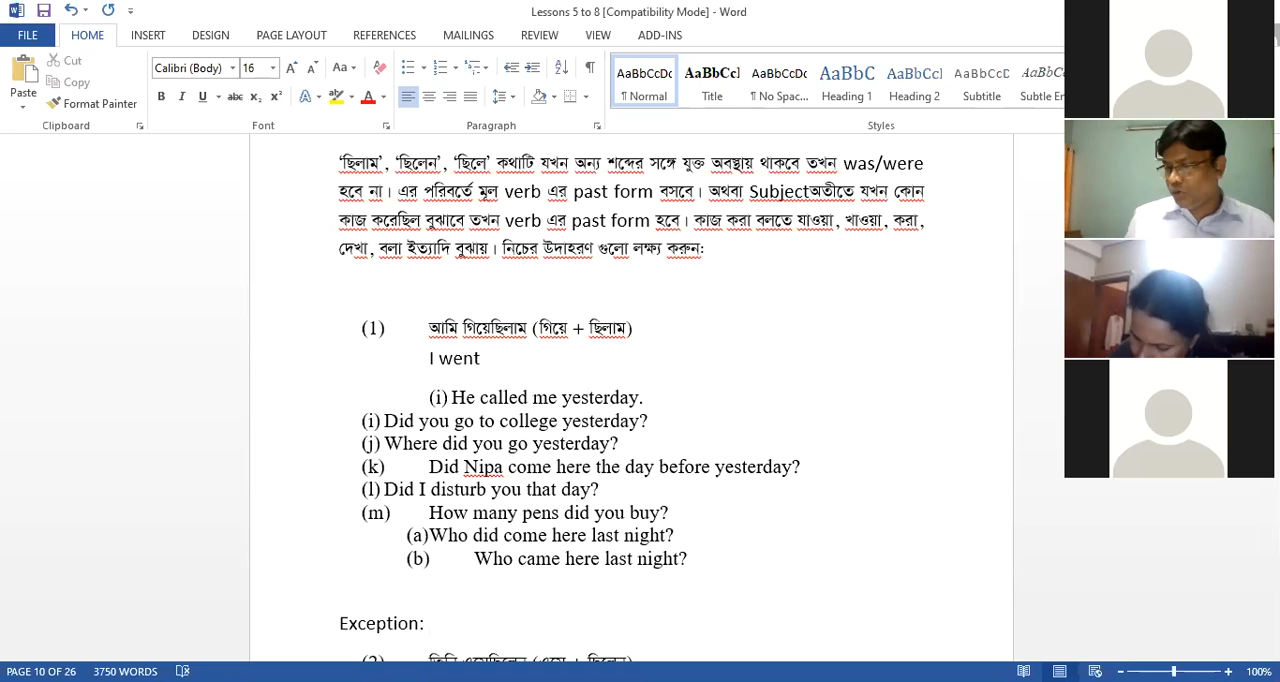 Lessons 5 to 8 [Compatibility Mode] - Word
FILE HOME INSERT DESIGN PAGE LAYOUT REFERENCES MAILINGS REVIEW VIEW ADD-INS
Paste
Cut
Copy
Format Painter
Clipboard
Calibri (Body) 16
Font
Paragraph
AaBbCcDc AaBbCcI AaBbCcDc AaBbC AaBbCcI AaBbCcD AaBbCcD
¶ Normal Title ¶ No Spac... Heading 1 Heading 2 Subtitle Subtle Em
Styles
‘ছিলাম’, ‘ছিলেন’, ‘ছিলে’ কথাটি যখন অন্য শব্দের সঙ্গে যুক্ত অবস্থায় থাকবে তখন was/were
হবে না। এর পরিবর্তে মূল verb এর past form বসবে। অথবা Subjectঅতীতে যখন কোন
কাজ করেছিল বুঝাবে তখন verb এর past form হবে। কাজ করা বলতে যাওয়া, খাওয়া, করা,
দেখা, বলা ইত্যাদি বুঝায়। নিচের উদাহরণ গুলো লক্ষ্য করুন:
(1) আমি গিয়েছিলাম (গিয়ে + ছিলাম)
I went
(i) He called me yesterday.
(i) Did you go to college yesterday?
(j) Where did you go yesterday?
(k) Did Nipa come here the day before yesterday?
(l) Did I disturb you that day?
(m) How many pens did you buy?
(a)Who did come here last night?
(b) Who came here last night?
Exception:
(2) তিনি এসেছিলেন (এসে + ছিলেন)
PAGE 10 OF 26 3750 WORDS 100%